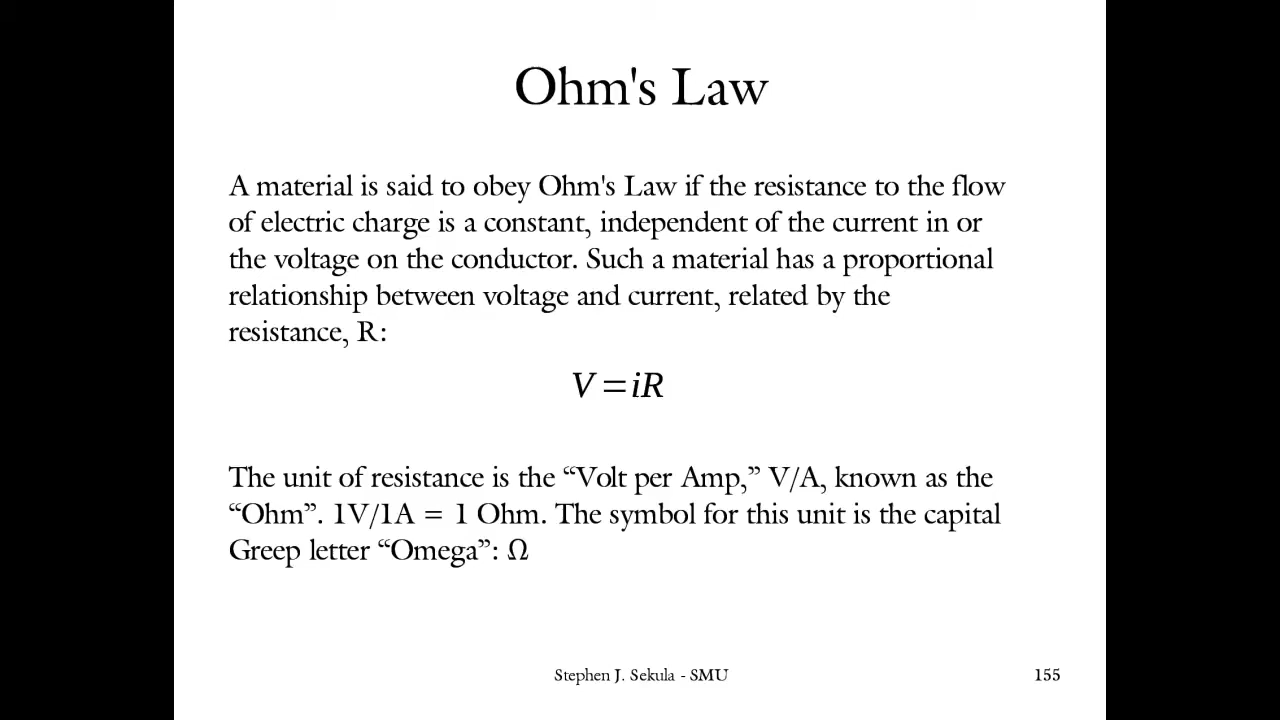 Ohm's Law
A material is said to obey Ohm's Law if the resistance to the flow
of electric charge is a constant, independent of the current in or
the voltage on the conductor. Such a material has a proportional
relationship between voltage and current, related by the
resistance, R:
V = iR
The unit of resistance is the “Volt per Amp,” V/A, known as the
“Ohm”. 1V/1A = 1 Ohm. The symbol for this unit is the capital
Greep letter “Omega”: Ω
Stephen J. Sekula - SMU
155